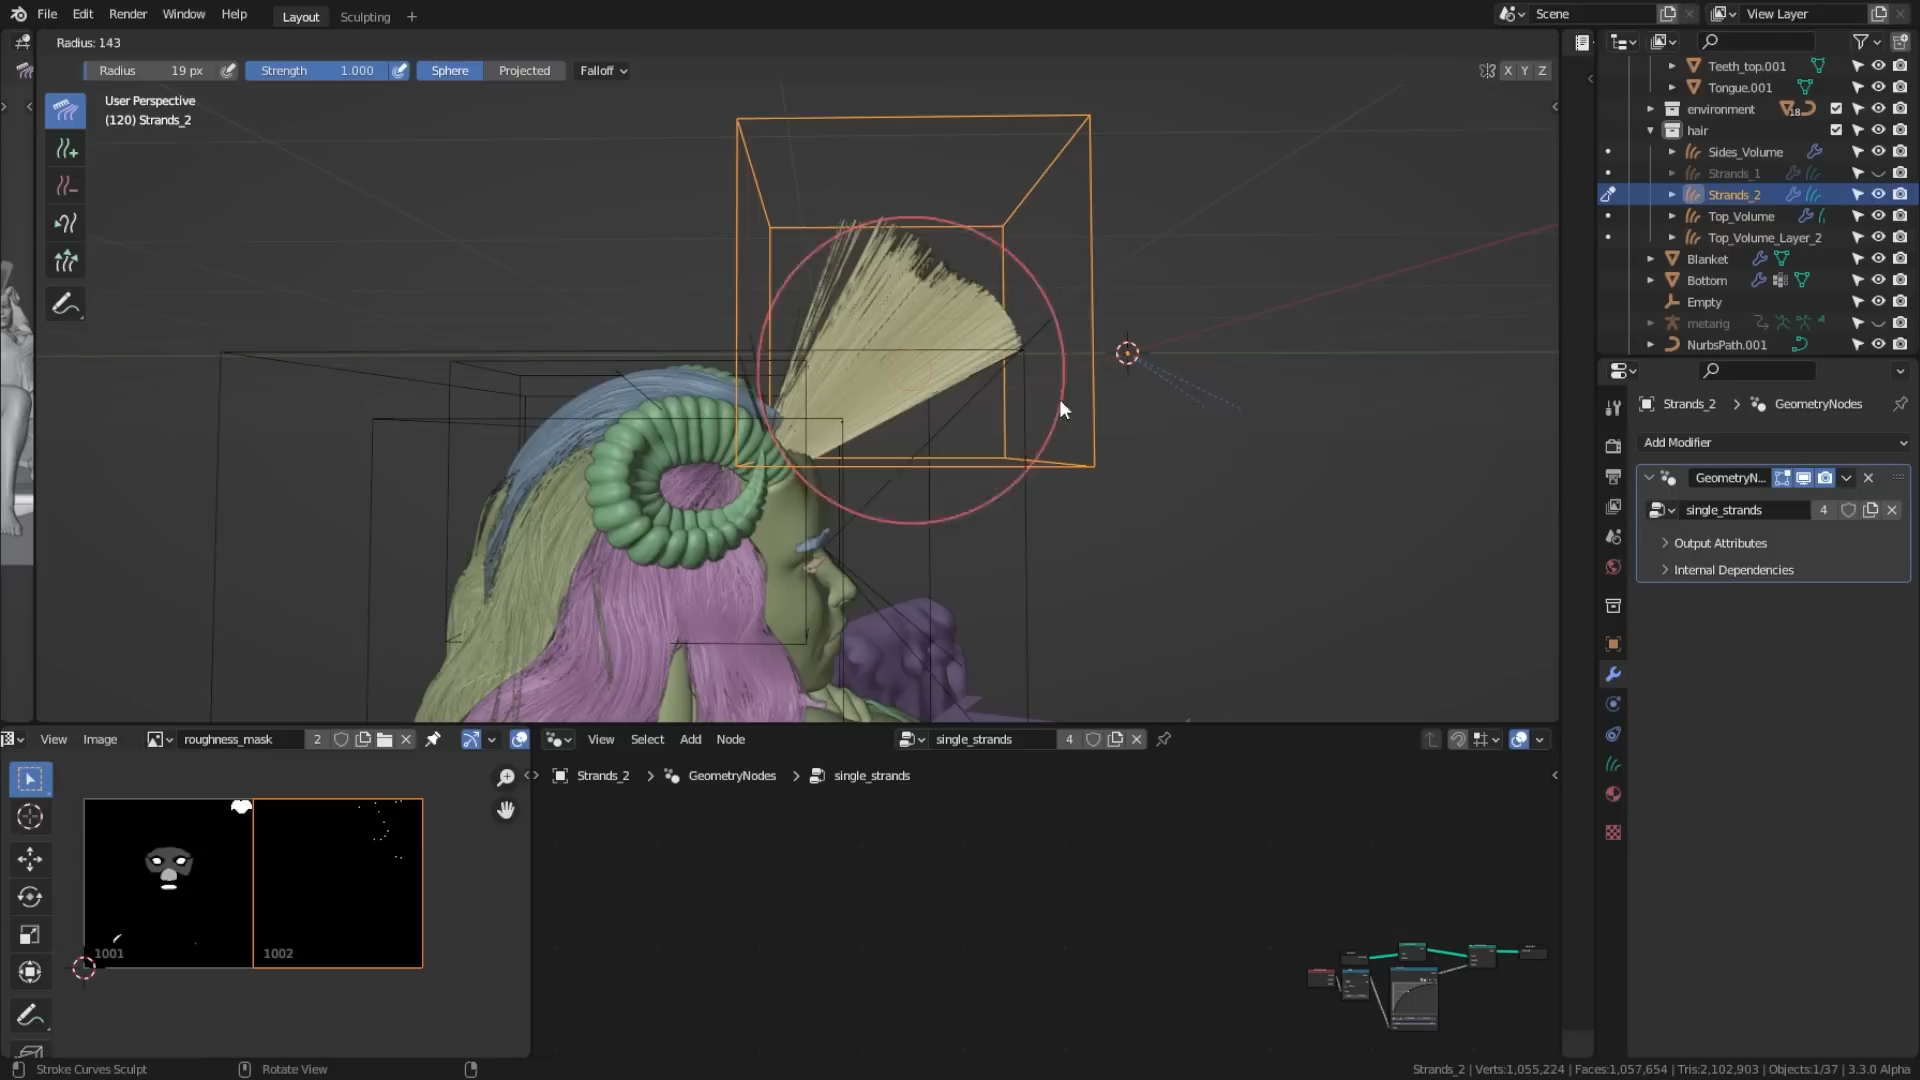 File Edit Render Window Help Layout Sculpting + Scene View Layer
Radius: 143
Radius 19 px Strength 1.000 Sphere Projected Falloff X Y Z
User Perspective
(120) Strands_2
Teeth_top.001
Tongue.001
environment 18
hair
Sides_Volume
Strands_1
Strands_2
Top_Volume
Top_Volume_Layer_2
Blanket
Bottom
Empty
metarig
NurbsPath.001
Strands_2 > GeometryNodes
Add Modifier
GeometryN...
single_strands 4
Output Attributes
Internal Dependencies
View Image roughness_mask 2
View Select Add Node single_strands 4
Strands_2 > GeometryNodes > single_strands
1001 1002
Stroke Curves Sculpt Rotate View
Strands_2 | Verts:1,055,224 | Faces:1,057,654 | Tris:2,102,903 | Objects:1/37 | 3.3.0 Alpha